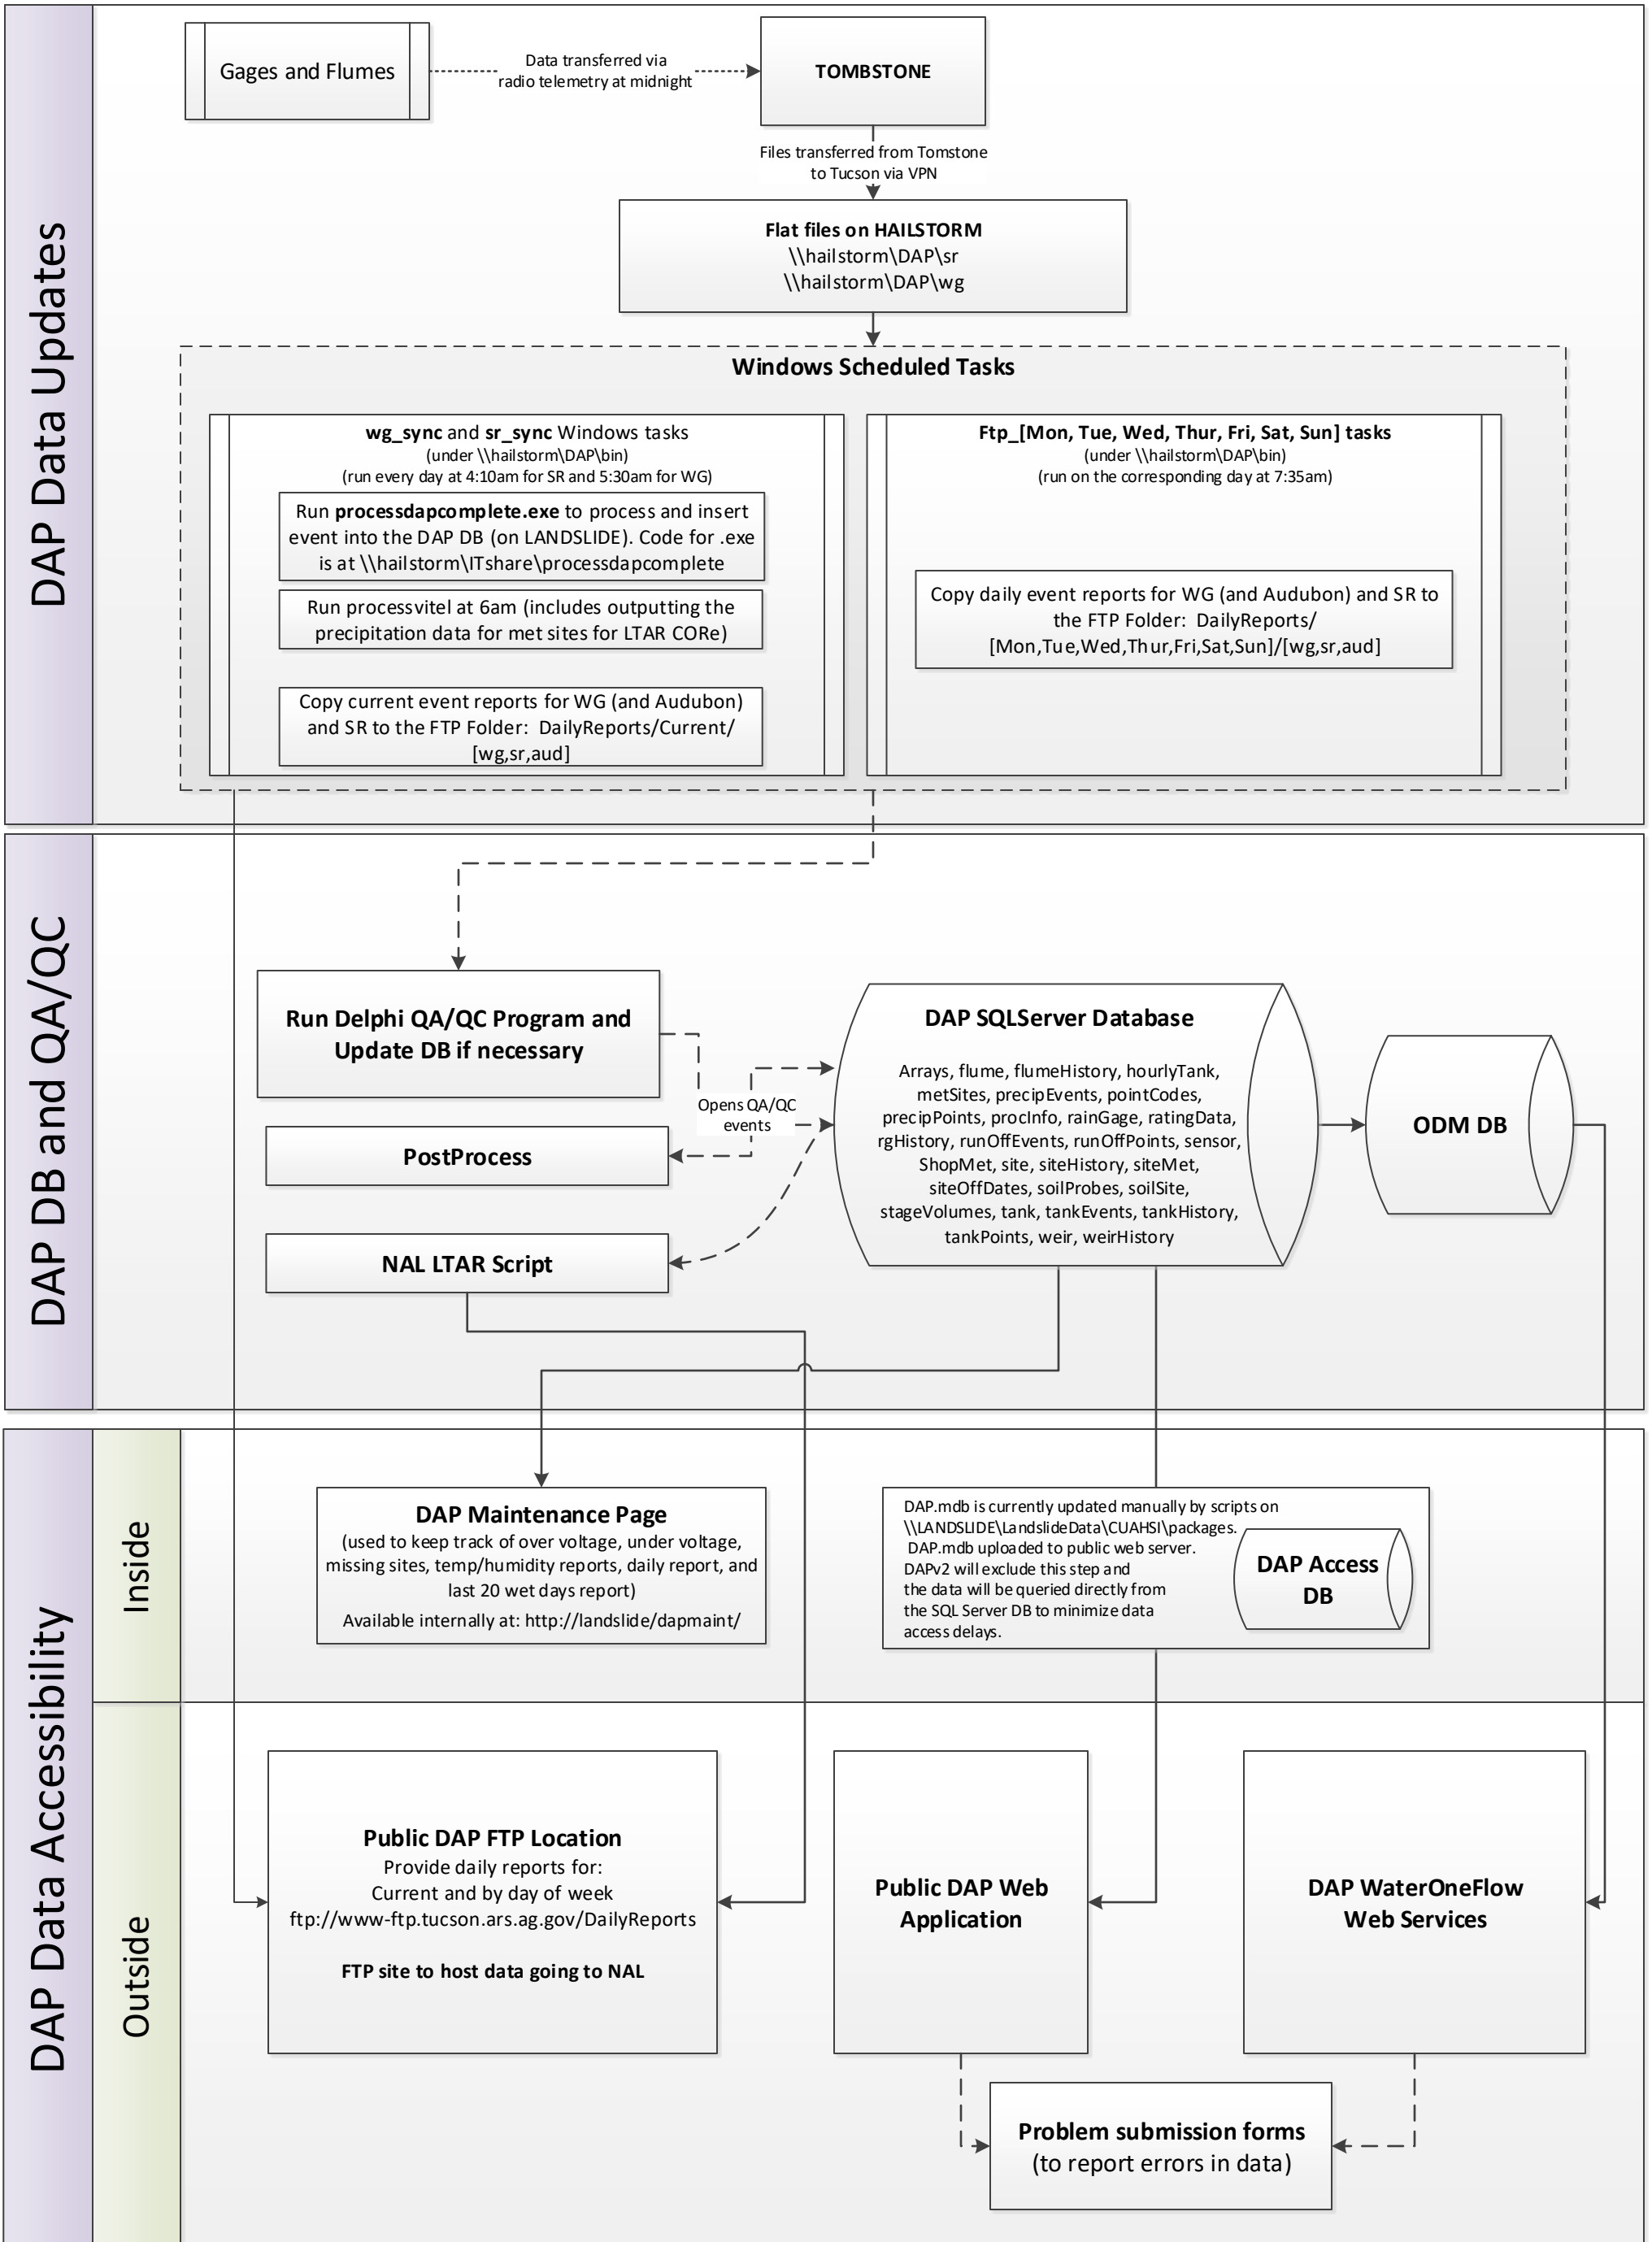 DAP Data Updates
Gages and Flumes
Data transferred via
radio telemetry at midnight
TOMBSTONE
Files transferred from Tomstone
to Tucson via VPN
Flat files on HAILSTORM
\\hailstorm\DAP\sr
\\hailstorm\DAP\wg
Windows Scheduled Tasks
wg_sync and sr_sync Windows tasks
(under \\hailstorm\DAP\bin)
(run every day at 4:10am for SR and 5:30am for WG)
Run processdapcomplete.exe to process and insert
event into the DAP DB (on LANDSLIDE). Code for .exe
is at \\hailstorm\ITshare\processdapcomplete
Run processvitel at 6am (includes outputting the
precipitation data for met sites for LTAR CORe)
Copy current event reports for WG (and Audubon)
and SR to the FTP Folder: DailyReports/Current/
[wg,sr,aud]
Ftp_[Mon, Tue, Wed, Thur, Fri, Sat, Sun] tasks
(under \\hailstorm\DAP\bin)
(run on the corresponding day at 7:35am)
Copy daily event reports for WG (and Audubon) and SR to
the FTP Folder: DailyReports/
[Mon,Tue,Wed,Thur,Fri,Sat,Sun]/[wg,sr,aud]
DAP DB and QA/QC
Run Delphi QA/QC Program and
Update DB if necessary
Opens QA/QC
events
PostProcess
NAL LTAR Script
DAP SQLServer Database
Arrays, flume, flumeHistory, hourlyTank,
metSites, precipEvents, pointCodes,
precipPoints, procInfo, rainGage, ratingData,
rgHistory, runOffEvents, runOffPoints, sensor,
ShopMet, site, siteHistory, siteMet,
siteOffDates, soilProbes, soilSite,
stageVolumes, tank, tankEvents, tankHistory,
tankPoints, weir, weirHistory
ODM DB
DAP Data Accessibility
Inside
DAP Maintenance Page
(used to keep track of over voltage, under voltage,
missing sites, temp/humidity reports, daily report, and
last 20 wet days report)
Available internally at: http://landslide/dapmaint/
DAP.mdb is currently updated manually by scripts on
\\LANDSLIDE\LandslideData\CUAHSI\packages.
DAP.mdb uploaded to public web server.
DAPv2 will exclude this step and
the data will be queried directly from
the SQL Server DB to minimize data
access delays.
DAP Access
DB
Outside
Public DAP FTP Location
Provide daily reports for:
Current and by day of week
ftp://www-ftp.tucson.ars.ag.gov/DailyReports
FTP site to host data going to NAL
Public DAP Web
Application
DAP WaterOneFlow
Web Services
Problem submission forms
(to report errors in data)